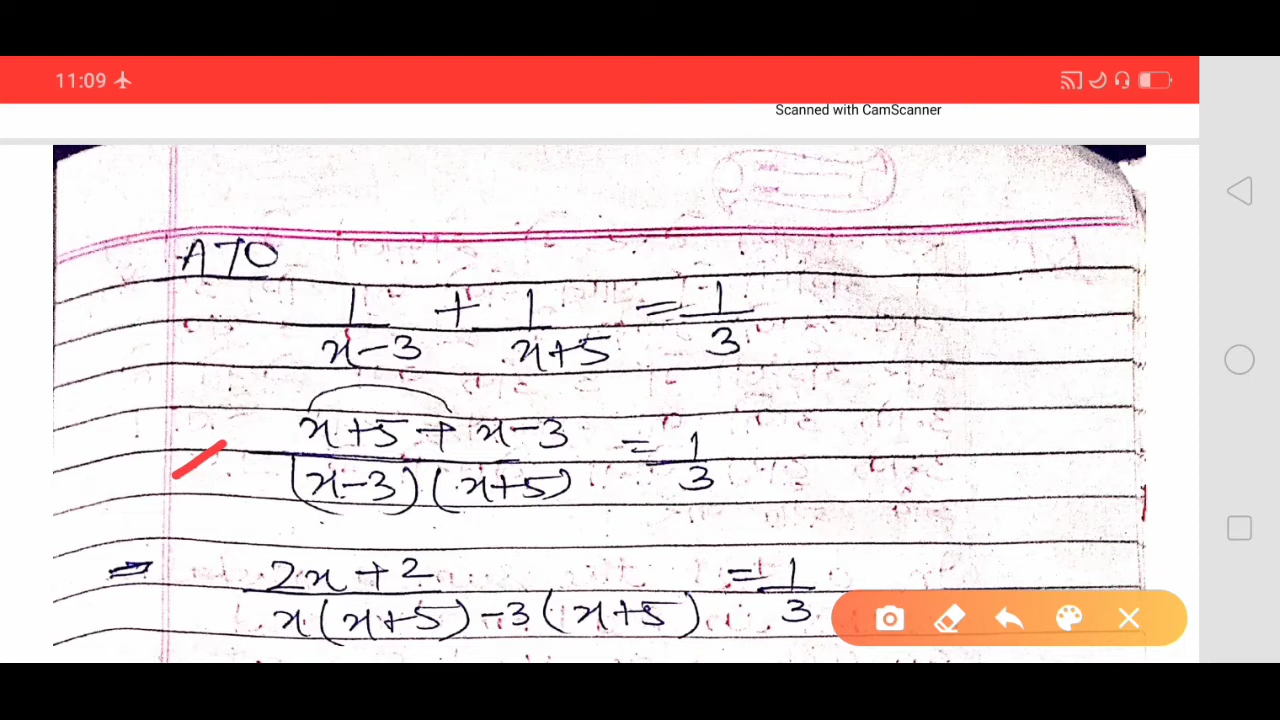 11:09
Scanned with CamScanner
A70
1/(x-3) + 1/(x+5) = 1/3
(x+5+x-3)/((x-3)(x+5)) = 1/3
⇒ (2x+2)/(x(x+5)-3(x+5)) = 1/3